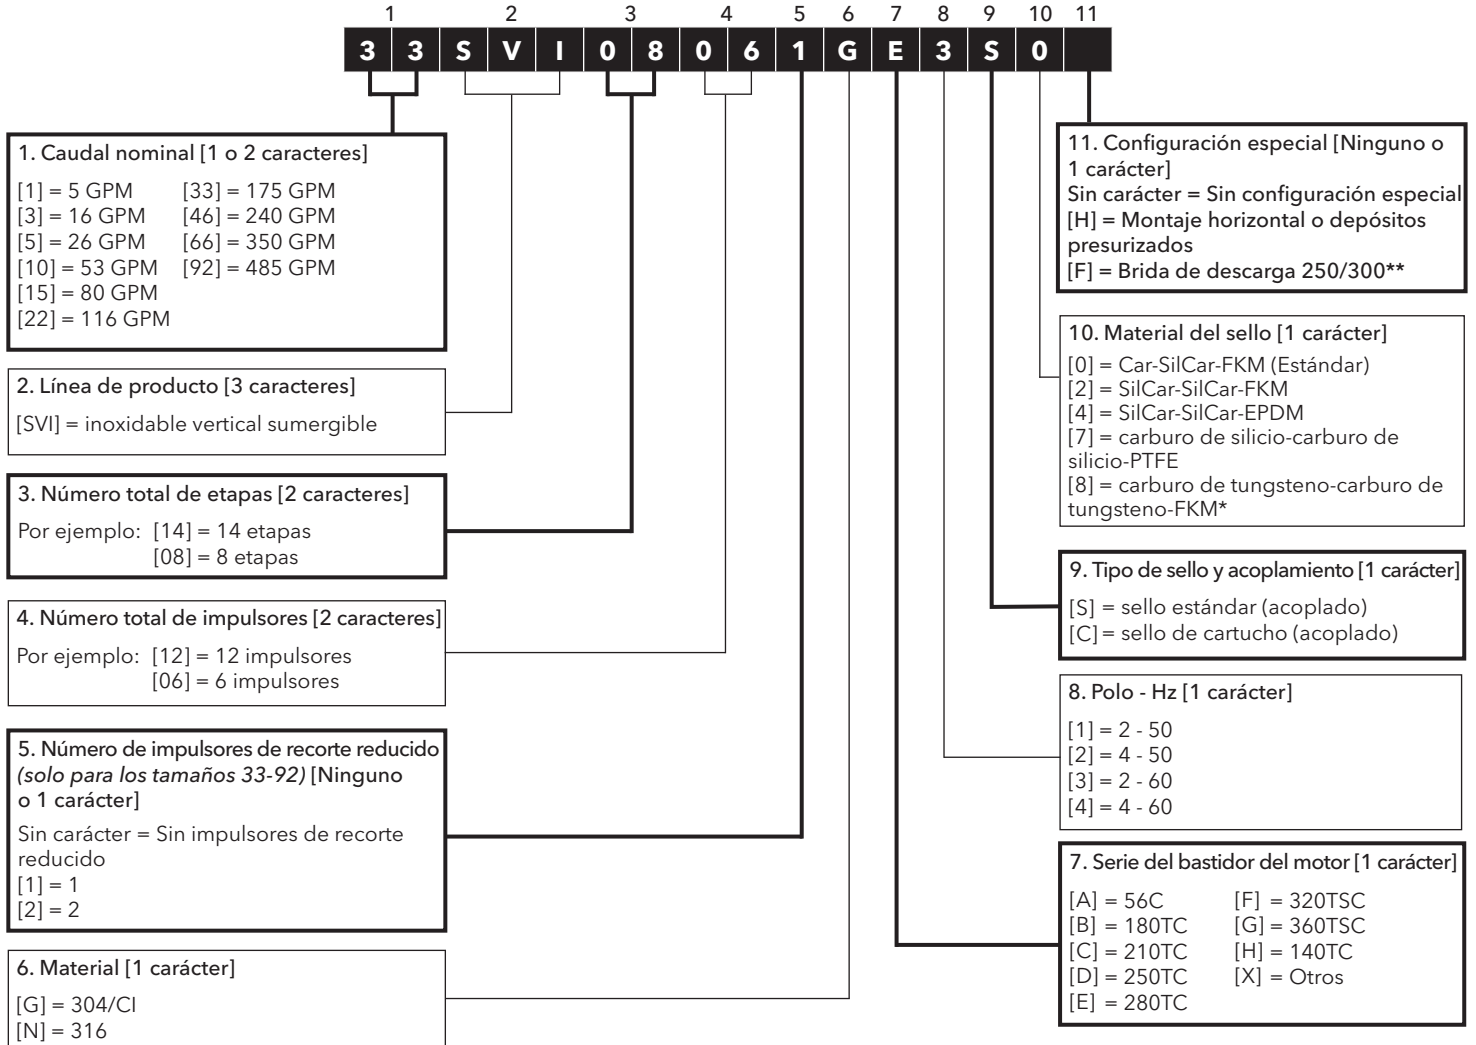 1 2 3 4 5 6 7 8 9 10 11
3 3 S V I 0 8 0 6 1 G E 3 S 0
1. Caudal nominal [1 o 2 caracteres]
[1] = 5 GPM [33] = 175 GPM
[3] = 16 GPM [46] = 240 GPM
[5] = 26 GPM [66] = 350 GPM
[10] = 53 GPM [92] = 485 GPM
[15] = 80 GPM
[22] = 116 GPM
2. Línea de producto [3 caracteres]
[SVI] = inoxidable vertical sumergible
3. Número total de etapas [2 caracteres]
Por ejemplo: [14] = 14 etapas
[08] = 8 etapas
4. Número total de impulsores [2 caracteres]
Por ejemplo: [12] = 12 impulsores
[06] = 6 impulsores
5. Número de impulsores de recorte reducido
(solo para los tamaños 33-92) [Ninguno
o 1 carácter]
Sin carácter = Sin impulsores de recorte
reducido
[1] = 1
[2] = 2
6. Material [1 carácter]
[G] = 304/CI
[N] = 316
11. Configuración especial [Ninguno o
1 carácter]
Sin carácter = Sin configuración especial
[H] = Montaje horizontal o depósitos
presurizados
[F] = Brida de descarga 250/300**
10. Material del sello [1 carácter]
[0] = Car-SilCar-FKM (Estándar)
[2] = SilCar-SilCar-FKM
[4] = SilCar-SilCar-EPDM
[7] = carburo de silicio-carburo de
silicio-PTFE
[8] = carburo de tungsteno-carburo de
tungsteno-FKM*
9. Tipo de sello y acoplamiento [1 carácter]
[S] = sello estándar (acoplado)
[C] = sello de cartucho (acoplado)
8. Polo - Hz [1 carácter]
[1] = 2 - 50
[2] = 4 - 50
[3] = 2 - 60
[4] = 4 - 60
7. Serie del bastidor del motor [1 carácter]
[A] = 56C [F] = 320TSC
[B] = 180TC [G] = 360TSC
[C] = 210TC [H] = 140TC
[D] = 250TC [X] = Otros
[E] = 280TC